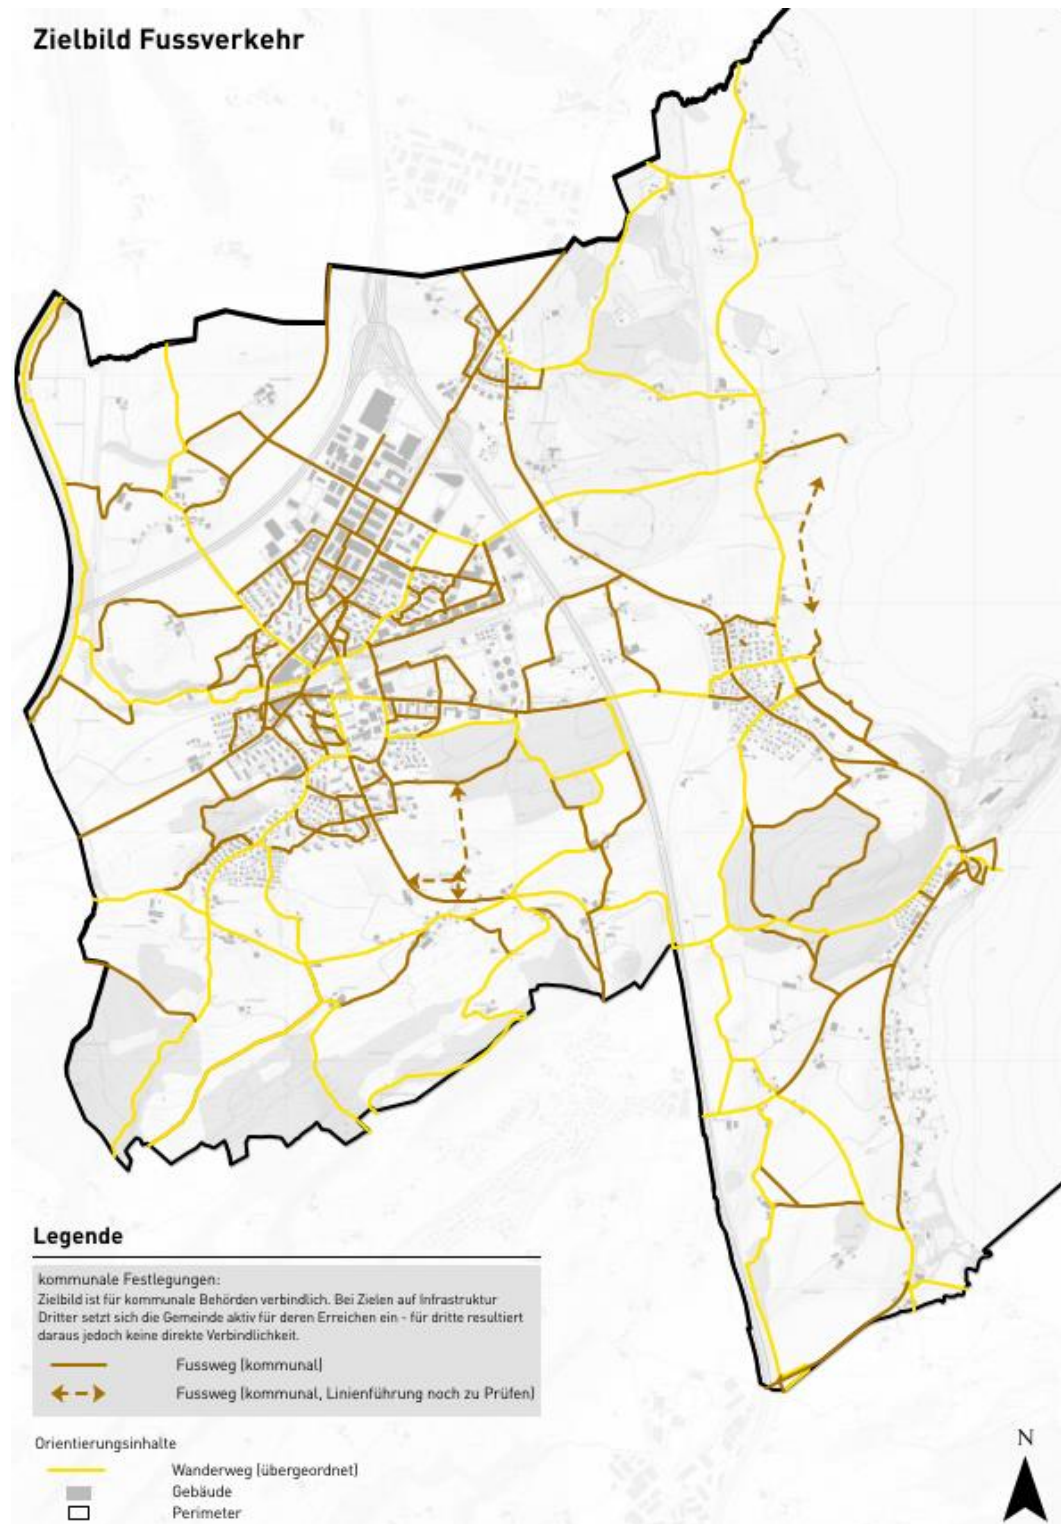 Zielbild Fussverkehr
Legende
kommunale Festlegungen:
Zielbild ist für kommunale Behörden verbindlich. Bei Zielen auf Infrastruktur
Dritter setzt sich die Gemeinde aktiv für deren Erreichen ein - für dritte resultiert
daraus jedoch keine direkte Verbindlichkeit.
Fussweg (kommunal)
Fussweg (kommunal, Linienführung noch zu Prüfen)
Orientierungsinhalte
Wanderweg (übergeordnet)
Gebäude
Perimeter
N